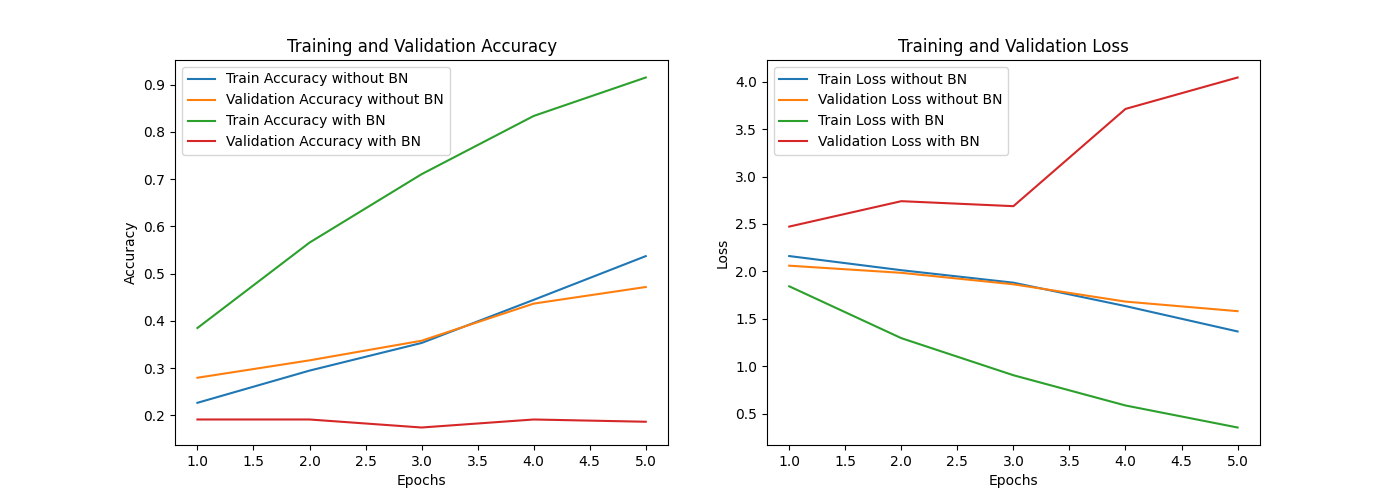 Training and Validation Accuracy
Train Accuracy without BN
Validation Accuracy without BN
Train Accuracy with BN
Validation Accuracy with BN
Accuracy
0.9
0.8
0.7
0.6
0.5
0.4
0.3
0.2
1.0 1.5 2.0 2.5 3.0 3.5 4.0 4.5 5.0
Epochs
Training and Validation Loss
Train Loss without BN
Validation Loss without BN
Train Loss with BN
Validation Loss with BN
Loss
4.0
3.5
3.0
2.5
2.0
1.5
1.0
0.5
1.0 1.5 2.0 2.5 3.0 3.5 4.0 4.5 5.0
Epochs